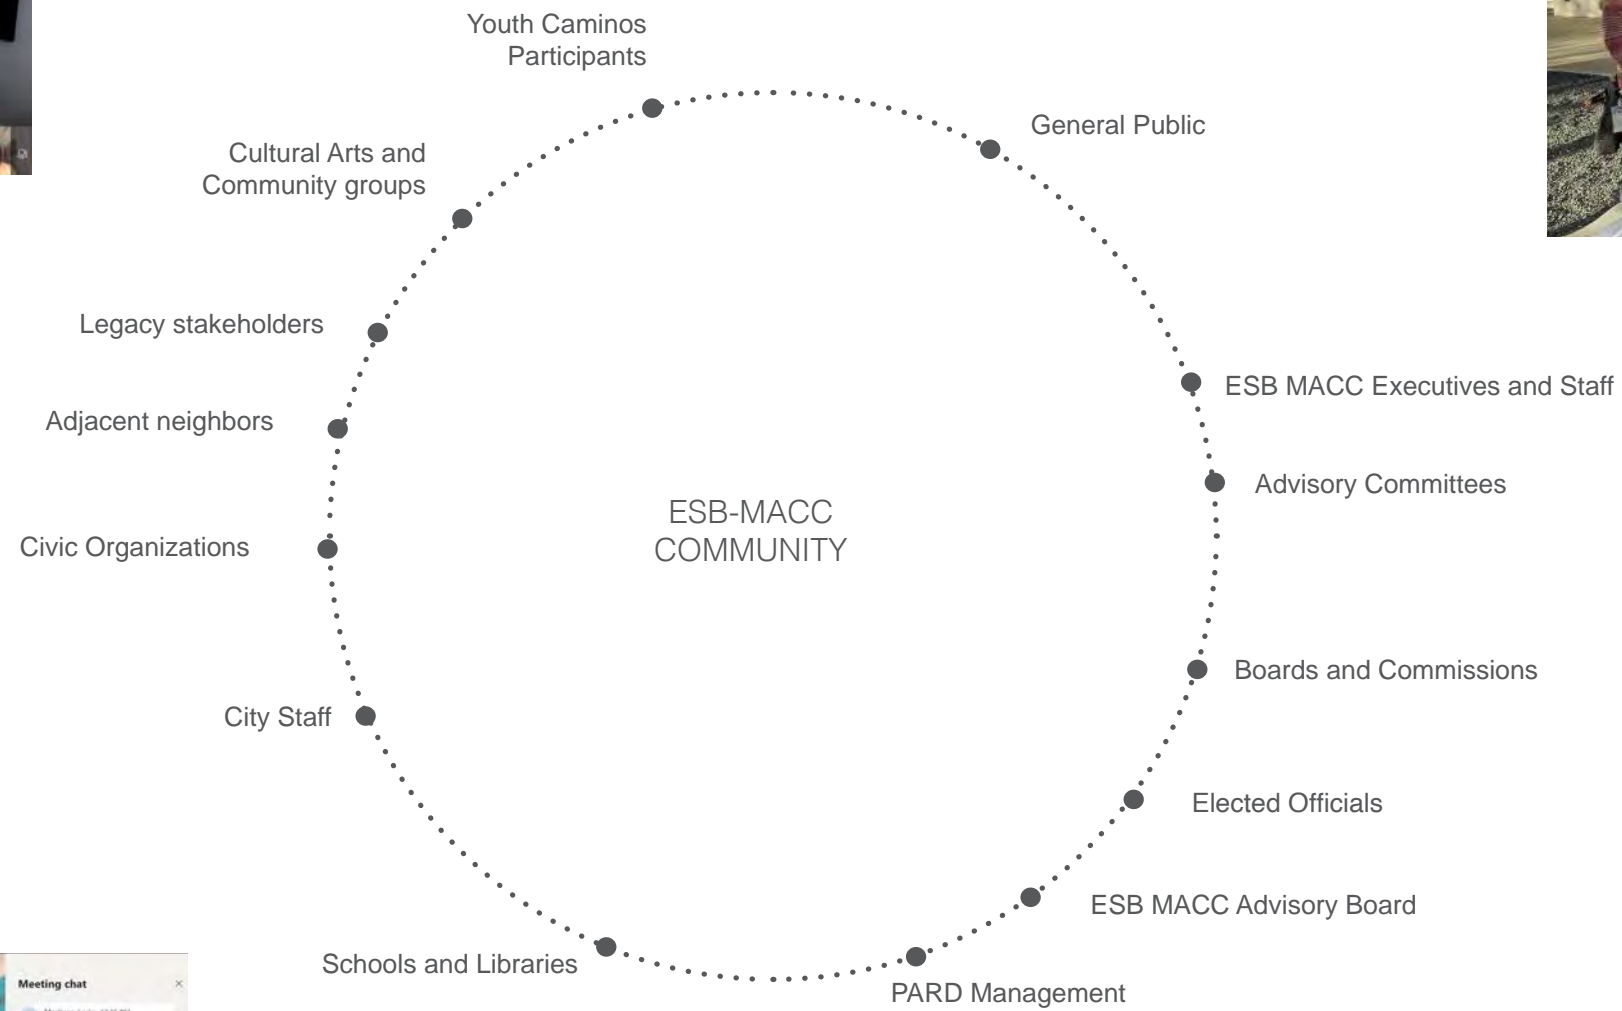 Youth Caminos
Participants
General Public
Cultural Arts and
Community groups
Legacy stakeholders
ESB MACC Executives and Staff
Adjacent neighbors
Advisory Committees
ESB-MACC
COMMUNITY
Civic Organizations
Boards and Commissions
City Staff
Elected Officials
ESB MACC Advisory Board
Schools and Libraries
PARD Management
Meeting chat